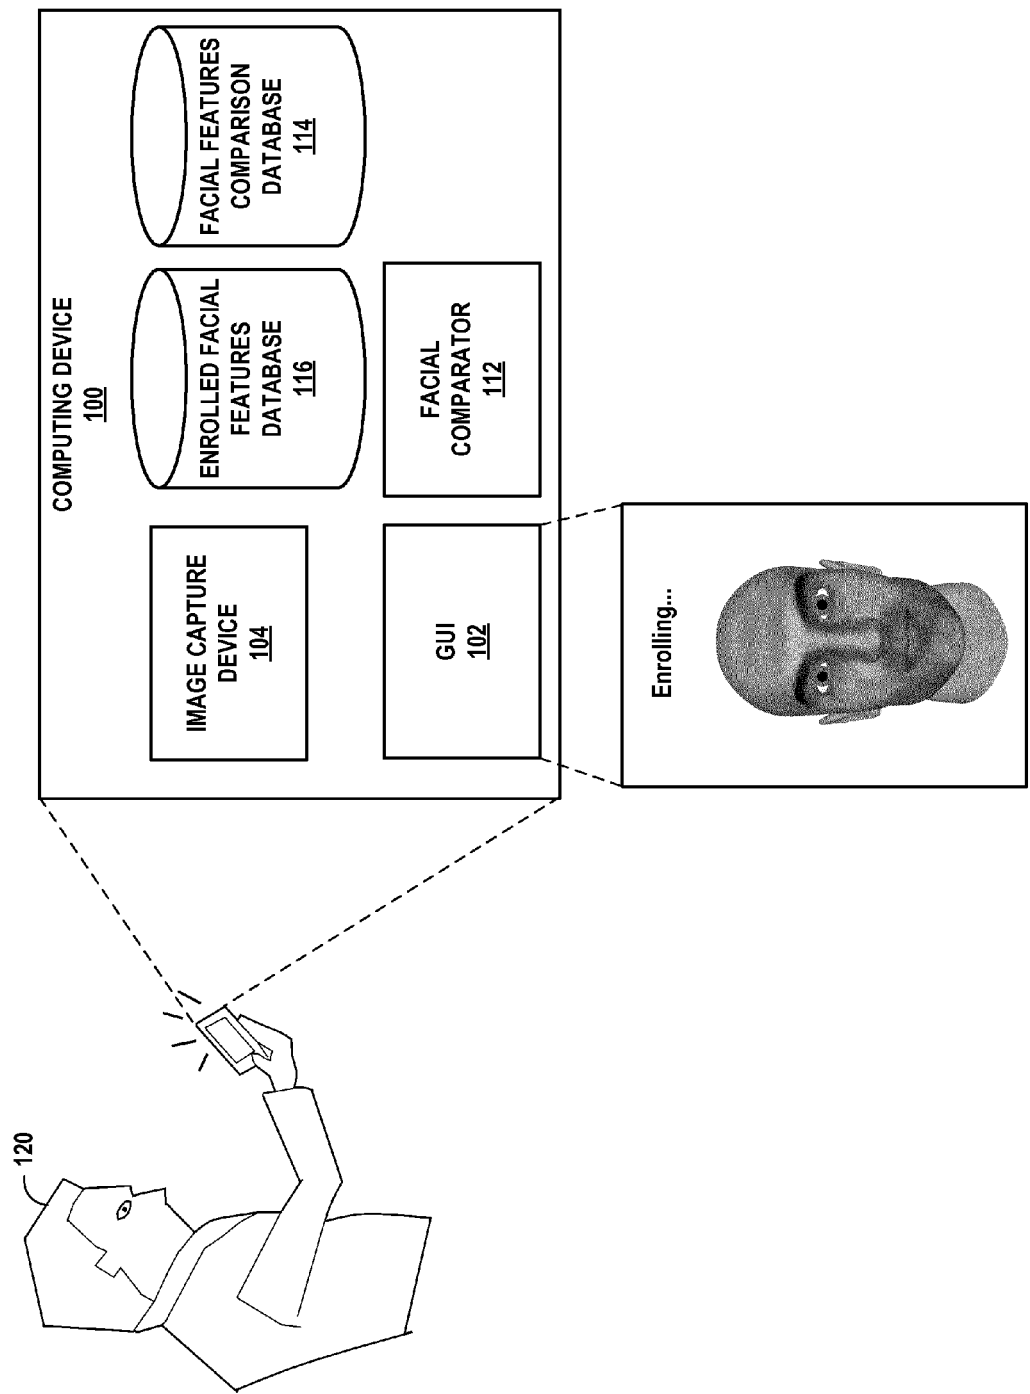 120
COMPUTING DEVICE
100
IMAGE CAPTURE
DEVICE
104
ENROLLED FACIAL
FEATURES
DATABASE
116
FACIAL FEATURES
COMPARISON
DATABASE
114
GUI
102
FACIAL
COMPARATOR
112
Enrolling...